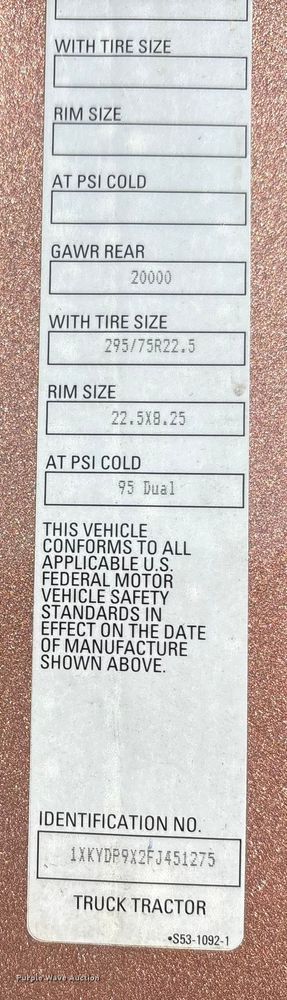 WITH TIRE SIZE
RIM SIZE
AT PSI COLD
GAWR REAR
20000
WITH TIRE SIZE
295/75R22.5
RIM SIZE
22.5X8.25
AT PSI COLD
95 Dual
THIS VEHICLE
CONFORMS TO ALL
APPLICABLE U.S.
FEDERAL MOTOR
VEHICLE SAFETY
STANDARDS IN
EFFECT ON THE DATE
OF MANUFACTURE
SHOWN ABOVE.
IDENTIFICATION NO.
1XKYDP9X2FJ451275
TRUCK TRACTOR
•S53-1092-1
Purple Wave Auction